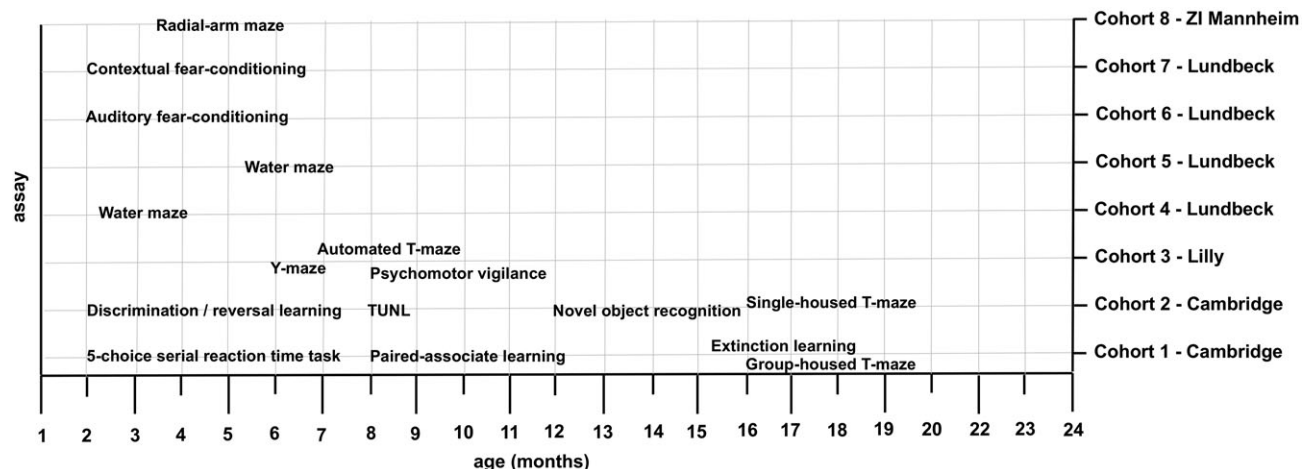 Radial-arm maze
Cohort 8 - ZI Mannheim
Contextual fear-conditioning
Cohort 7 - Lundbeck
Auditory fear-conditioning
Cohort 6 - Lundbeck
Water maze
Cohort 5 - Lundbeck
assay
Water maze
Cohort 4 - Lundbeck
Automated T-maze
Cohort 3 - Lilly
Y-maze
Psychomotor vigilance
Single-housed T-maze
Cohort 2 - Cambridge
Discrimination / reversal learning
TUNL
Novel object recognition
Extinction learning
Cohort 1 - Cambridge
5-choice serial reaction time task
Paired-associate learning
Group-housed T-maze
1 2 3 4 5 6 7 8 9 10 11 12 13 14 15 16 17 18 19 20 22 23 24
age (months)